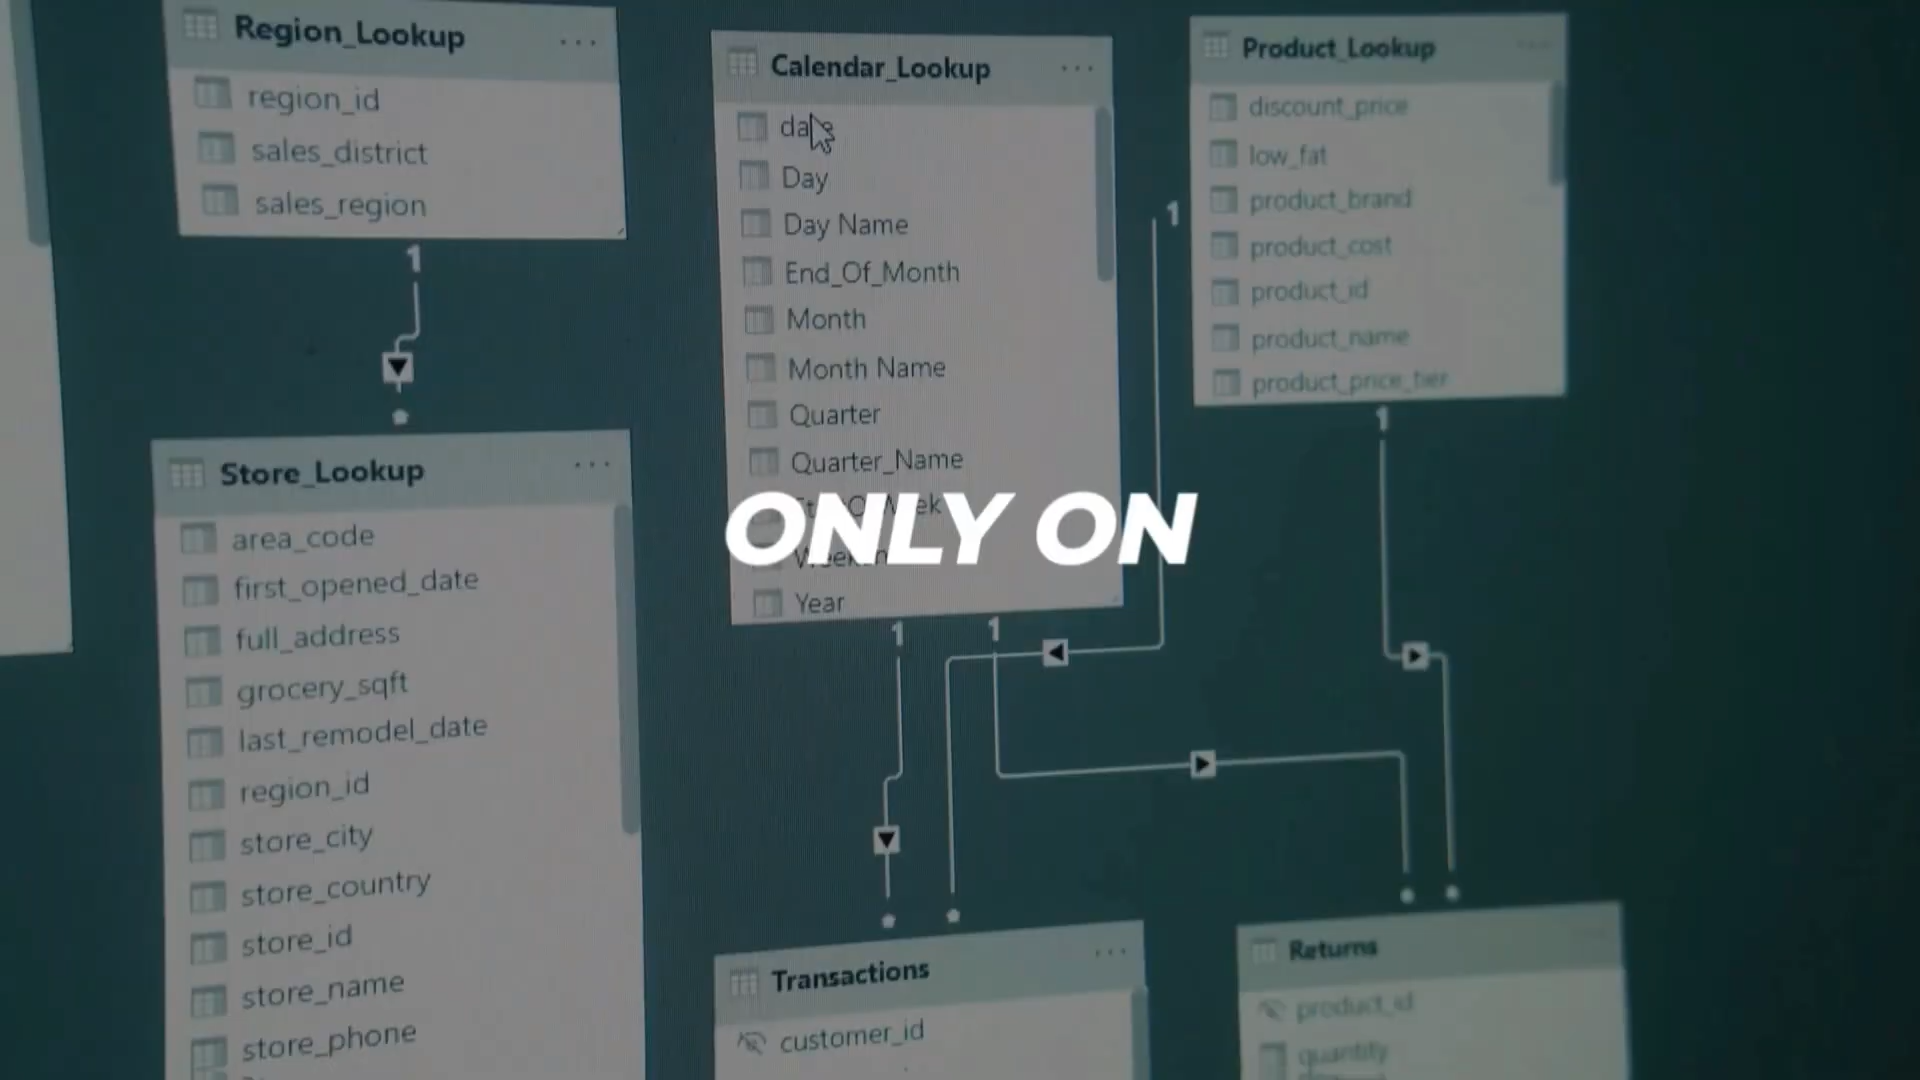 Region_Lookup
region_id
sales_district
sales_region
1
Store_Lookup
area_code
first_opened_date
full_address
grocery_sqft
last_remodel_date
region_id
store_city
store_country
store_id
store_name
store_phone
Calendar_Lookup
Day
Day Name
End_Of_Month
Month
Month Name
Quarter
Quarter_Name
Year
ONLY ON
1
1
1
Product_Lookup
discount_price
low_fat
product_brand
product_cost
product_id
product_name
product_price_tier
1
Transactions
customer_id
Returns
product_id
quantity